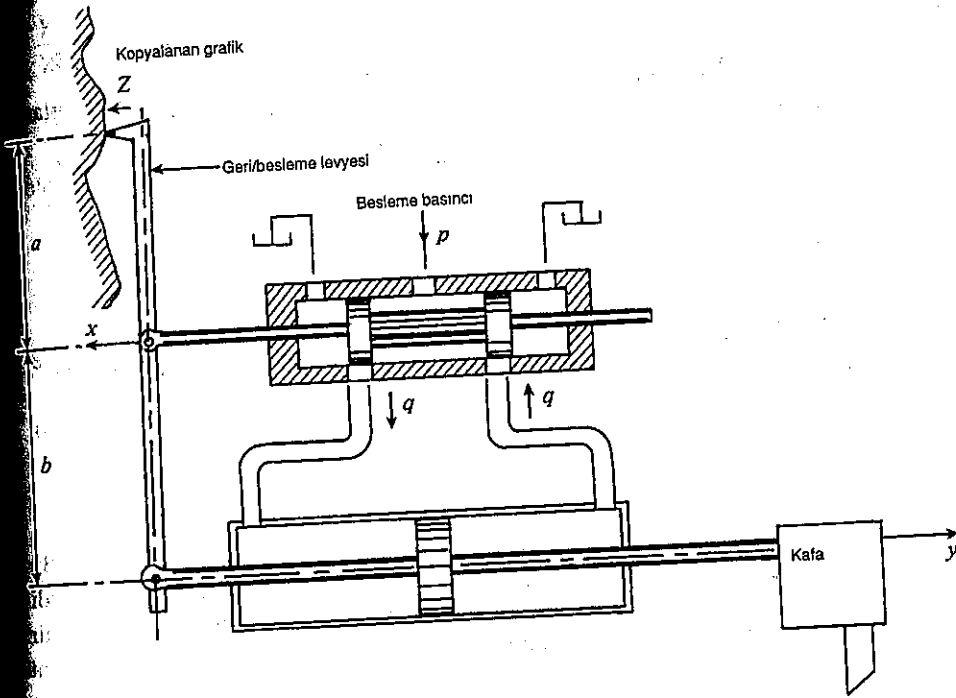 Kopyalanan grafik
Z
Geri/besleme levyesi
Besleme basıncı
p
a
x
q
q
b
Kafa
y